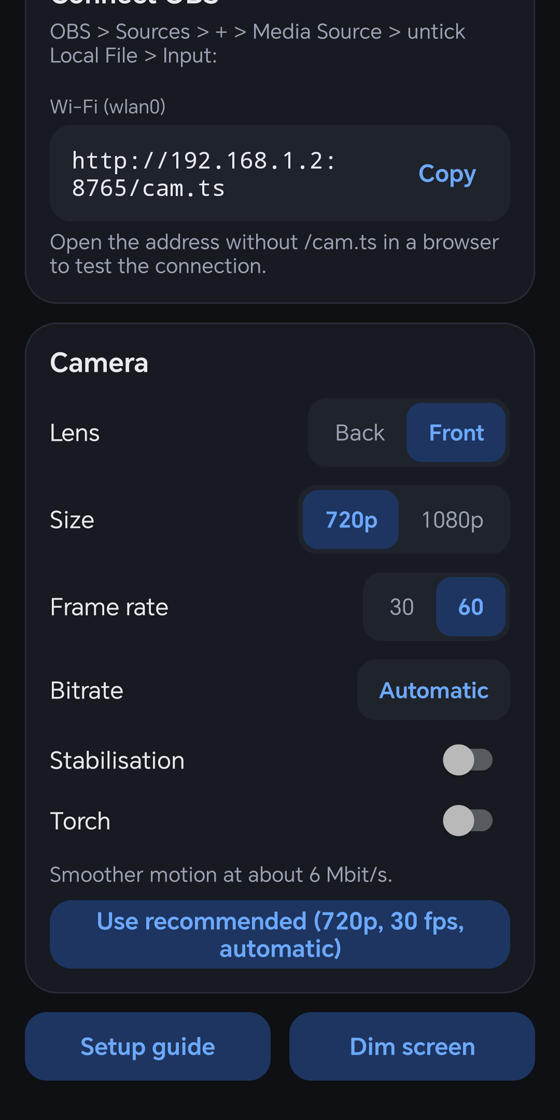 Connect OBS
OBS > Sources > + > Media Source > untick
Local File > Input:
Wi-Fi (wlan0)
http://192.168.1.2:
8765/cam.ts
Copy
Open the address without /cam.ts in a browser
to test the connection.
Camera
Lens
Back
Front
Size
720p
1080p
Frame rate
30
60
Bitrate
Automatic
Stabilisation
Torch
Smoother motion at about 6 Mbit/s.
Use recommended (720p, 30 fps,
automatic)
Setup guide
Dim screen